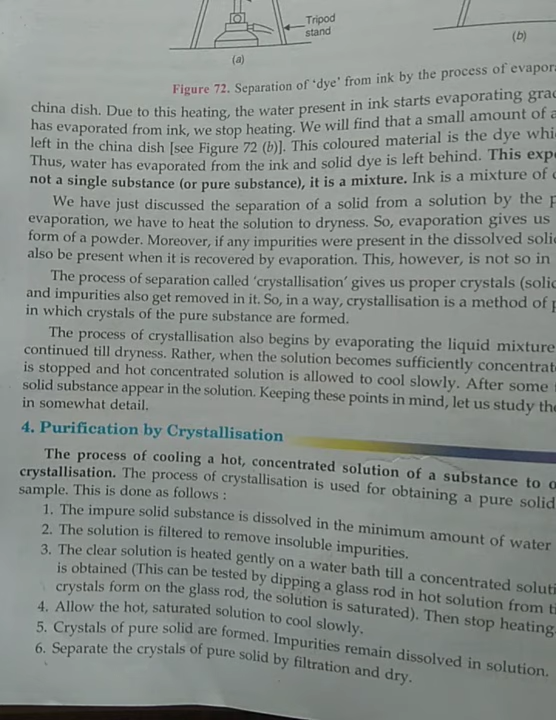 Tripod
stand
(a)
(b)
Figure 72. Separation of 'dye' from ink by the process of evapor
china dish. Due to this heating, the water present in ink starts evaporating
has evaporated from ink, we stop heating. We will find that a small amount of
left in the china dish [see Figure 72 (b)]. This coloured material is the dye
Thus, water has evaporated from the ink and solid dye is left behind. This
not a single substance (or pure substance), it is a mixture. Ink is a mixture of
We have just discussed the separation of a solid from a solution by the
evaporation, we have to heat the solution to dryness. So, evaporation gives us
form of a powder. Moreover, if any impurities were present in the dissolved
also be present when it is recovered by evaporation. This, however, is not so in
The process of separation called 'crystallisation' gives us proper crystals
and impurities also get removed in it. So, in a way, crystallisation is a method of
in which crystals of the pure substance are formed.
The process of crystallisation also begins by evaporating the liquid mixture
continued till dryness. Rather, when the solution becomes sufficiently concentrat
is stopped and hot concentrated solution is allowed to cool slowly. After some
solid substance appear in the solution. Keeping these points in mind, let us study
in somewhat detail.
4. Purification by Crystallisation
The process of cooling a hot, concentrated solution of a substance to
crystallisation. The process of crystallisation is used for obtaining a pure solid
sample. This is done as follows :
1. The impure solid substance is dissolved in the minimum amount of water
2. The solution is filtered to remove insoluble impurities.
3. The clear solution is heated gently on a water bath till a concentrated soluti
is obtained (This can be tested by dipping a glass rod in hot solution from
crystals form on the glass rod, the solution is saturated). Then stop heating
4. Allow the hot, saturated solution to cool slowly.
5. Crystals of pure solid are formed. Impurities remain dissolved in solution.
6. Separate the crystals of pure solid by filtration and dry.